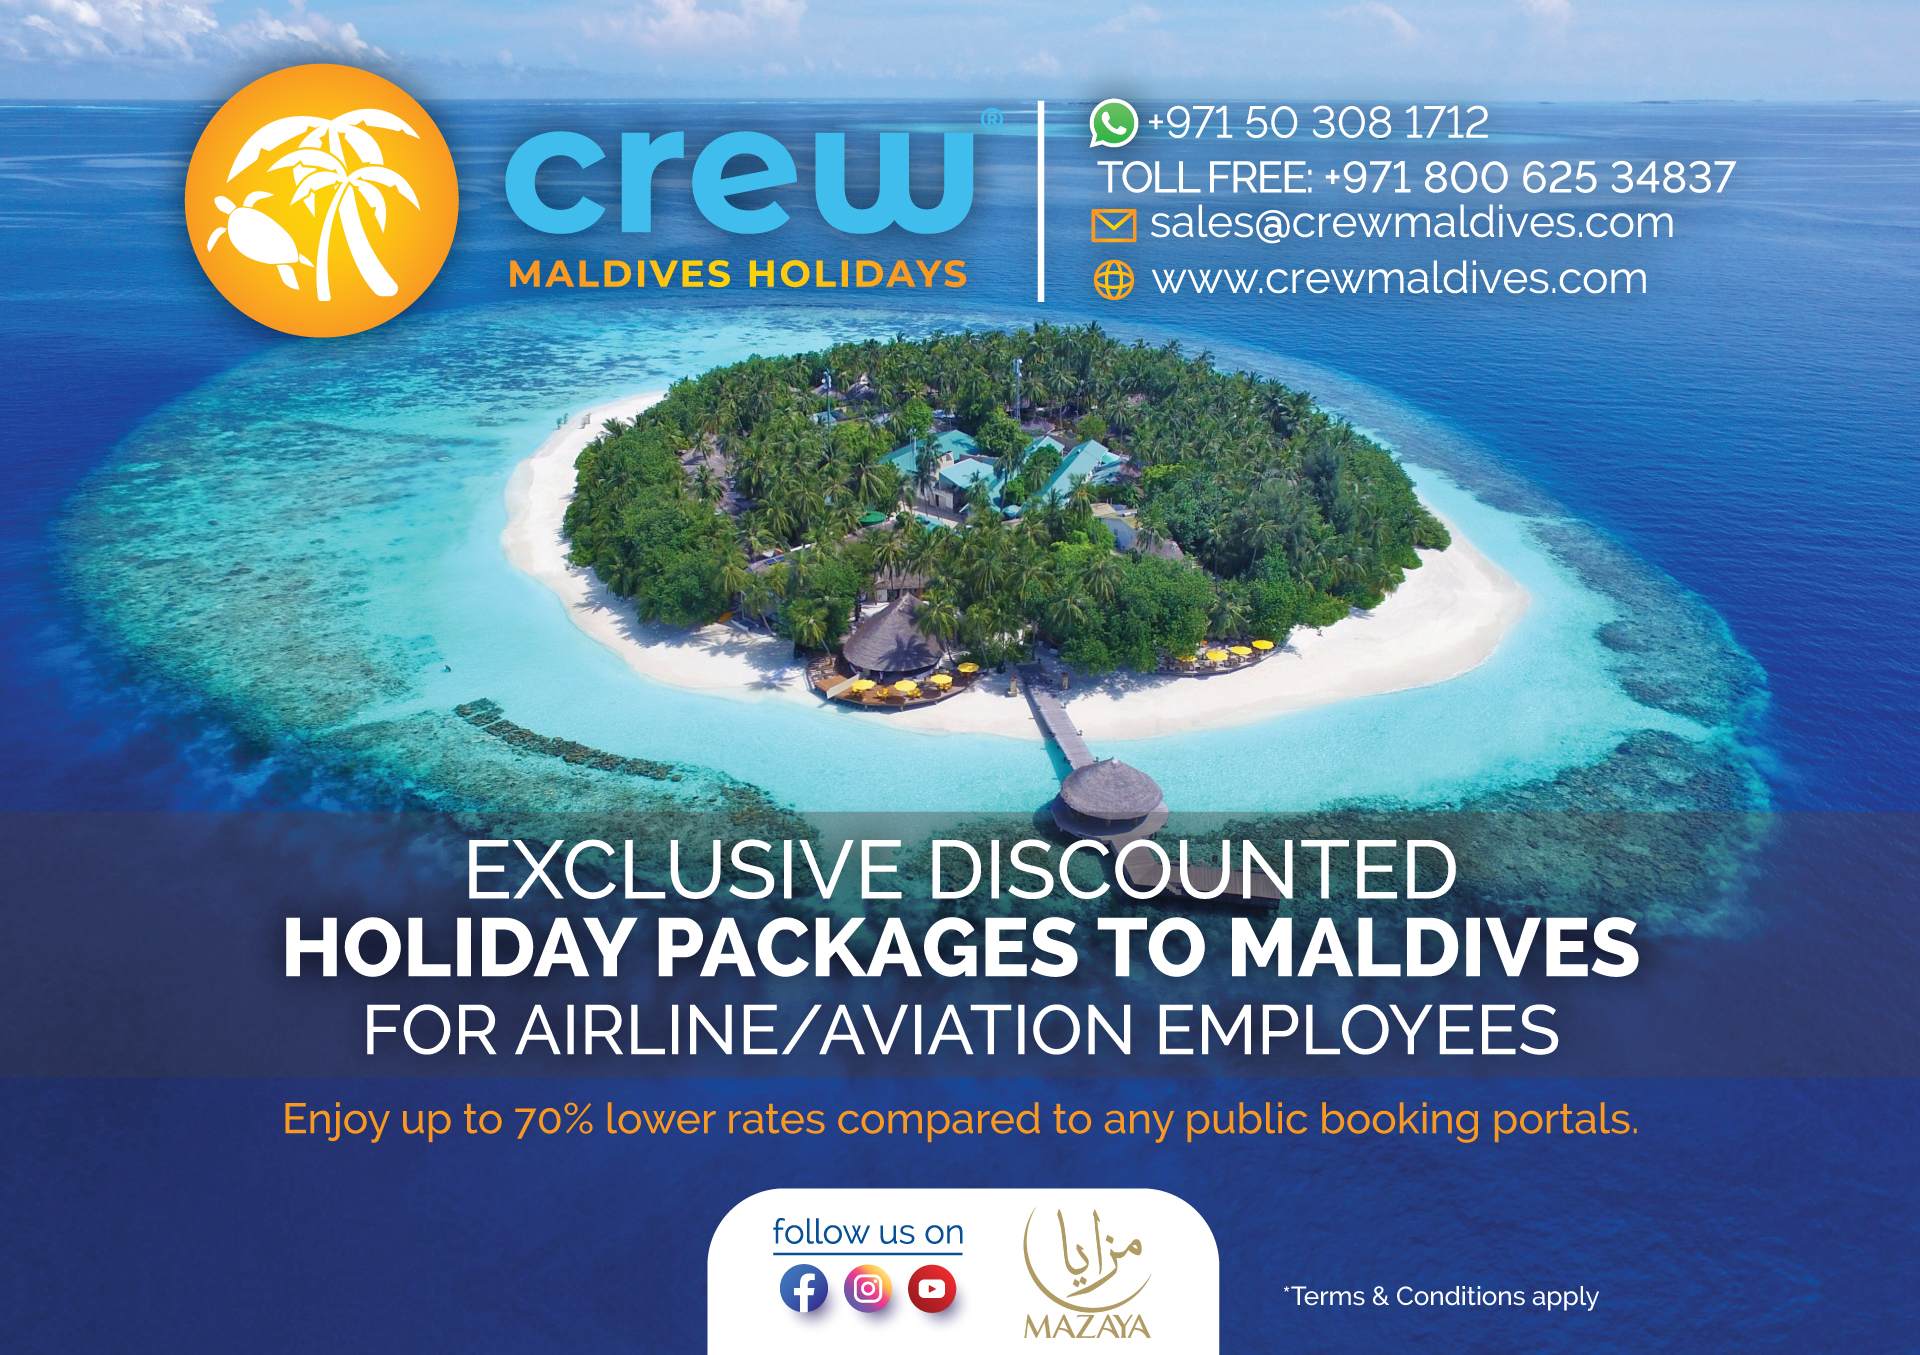 crew®
MALDIVES HOLIDAYS
+971 50 308 1712
TOLL FREE: +971 800 625 34837
sales@crewmaldives.com
www.crewmaldives.com
EXCLUSIVE DISCOUNTED
HOLIDAY PACKAGES TO MALDIVES
FOR AIRLINE/AVIATION EMPLOYEES
Enjoy up to 70% lower rates compared to any public booking portals.
follow us on
مزايا
MAZAYA
*Terms & Conditions apply